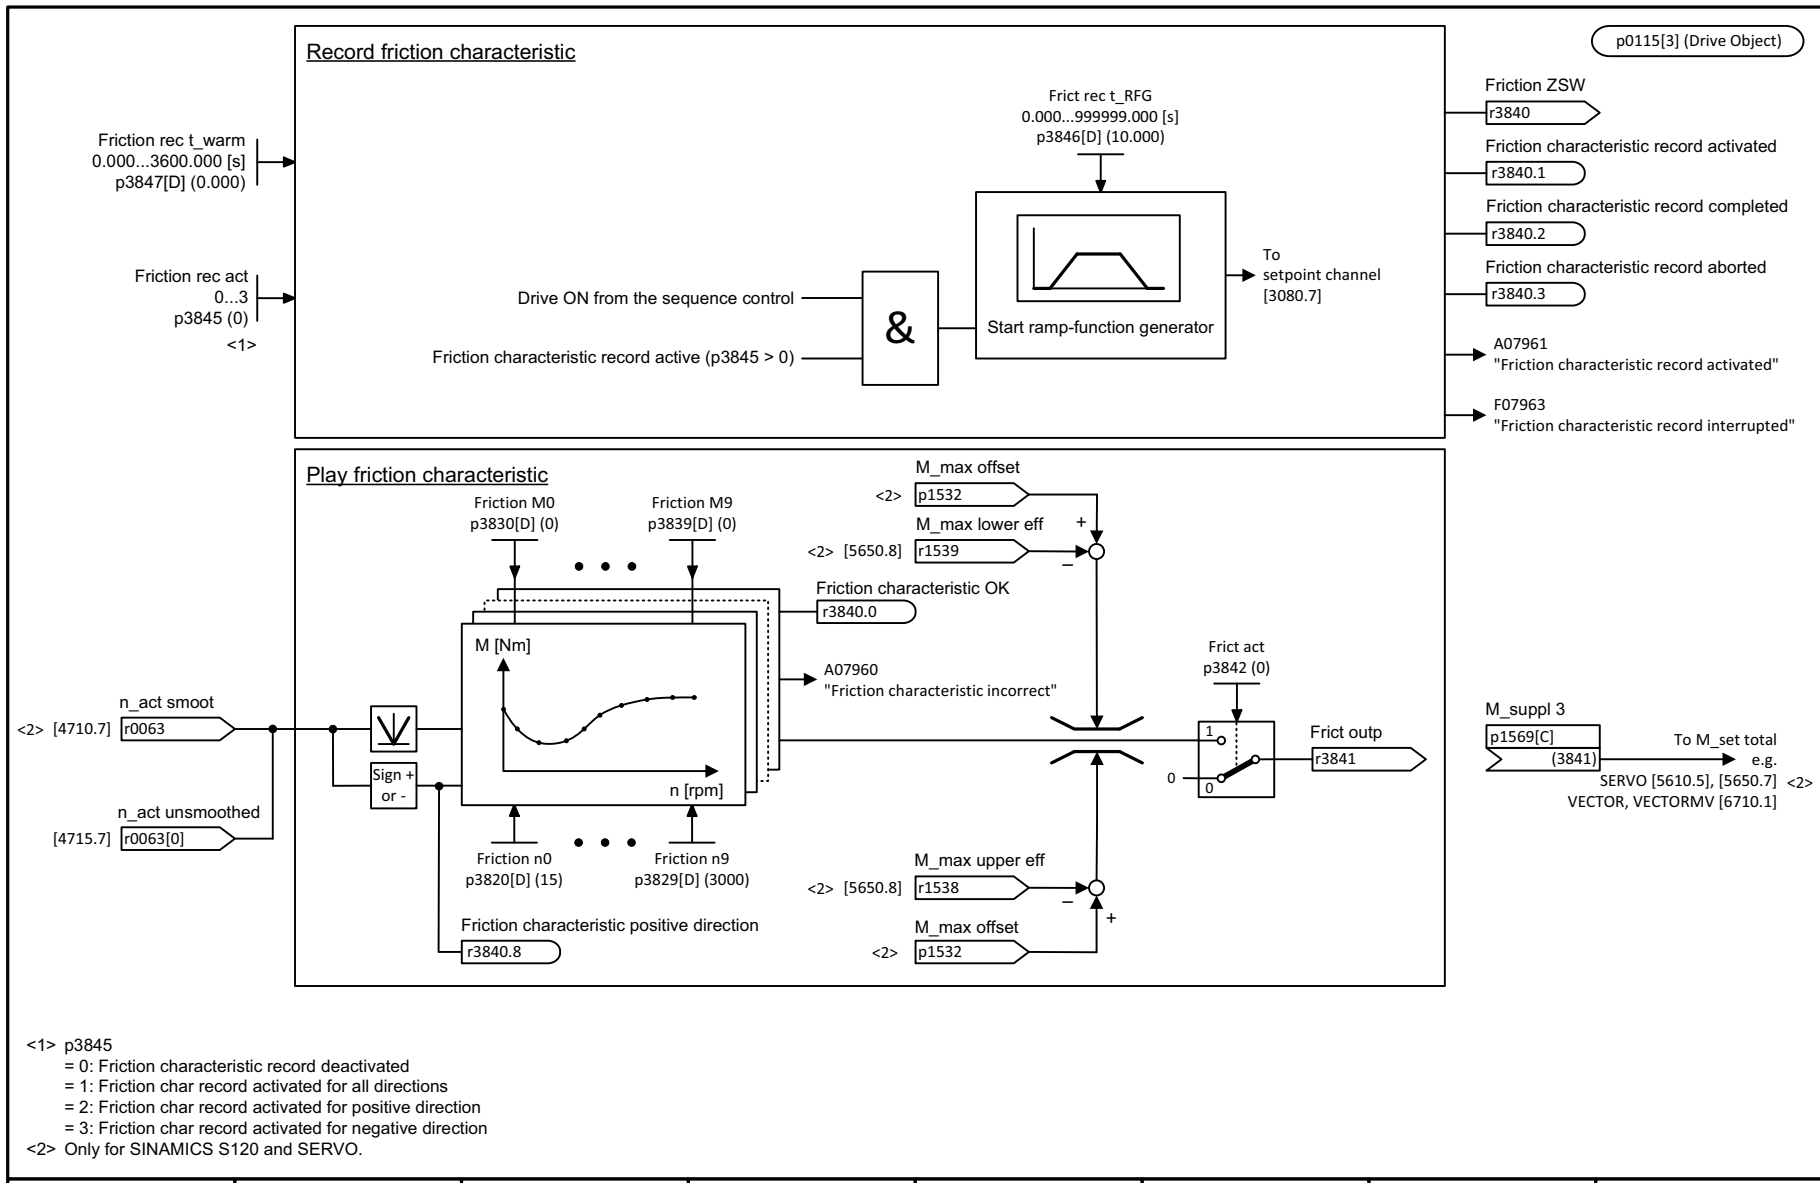 Record friction characteristic
p0115[3] (Drive Object)
Friction rec t_warm
0.000...3600.000 [s]
p3847[D] (0.000)
Friction rec act
0...3
p3845 (0)
<1>
Frict rec t_RFG
0.000...999999.000 [s]
p3846[D] (10.000)
Drive ON from the sequence control
Friction characteristic record active (p3845 > 0)
&
Start ramp-function generator
To
setpoint channel
[3080.7]
Friction ZSW
r3840
Friction characteristic record activated
r3840.1
Friction characteristic record completed
r3840.2
Friction characteristic record aborted
r3840.3
A07961
"Friction characteristic record activated"
F07963
"Friction characteristic record interrupted"
Play friction characteristic
Friction M0
p3830[D] (0)
Friction M9
p3839[D] (0)
M_max offset
<2> p1532
+
M_max lower eff
<2> [5650.8] r1539
–
Friction characteristic OK
r3840.0
A07960
"Friction characteristic incorrect"
M [Nm]
n [rpm]
n_act smoot
<2> [4710.7] r0063
Sign +
or -
n_act unsmoothed
[4715.7] r0063[0]
Friction n0
p3820[D] (15)
Friction n9
p3829[D] (3000)
Friction characteristic positive direction
r3840.8
M_max upper eff
<2> [5650.8] r1538
–
+
M_max offset
<2> p1532
Frict act
p3842 (0)
1
0
0
Frict outp
r3841
M_suppl 3
p1569[C]
(3841)
To M_set total
e.g.
SERVO [5610.5], [5650.7] <2>
VECTOR, VECTORMV [6710.1]
<1> p3845
= 0: Friction characteristic record deactivated
= 1: Friction char record activated for all directions
= 2: Friction char record activated for positive direction
= 3: Friction char record activated for negative direction
<2> Only for SINAMICS S120 and SERVO.